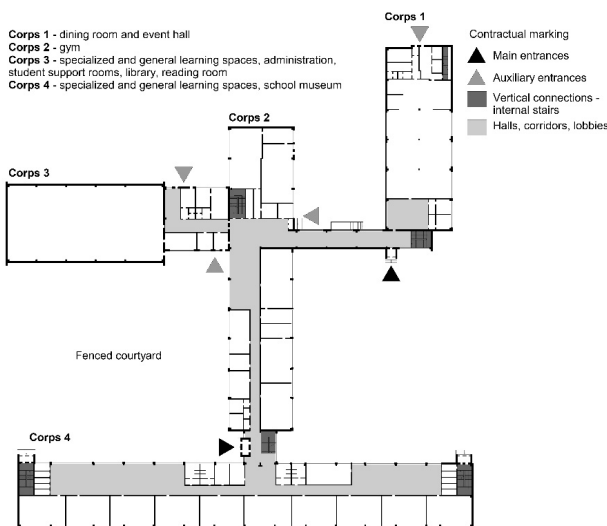 Corps 1 - dining room and event hall
Corps 2 - gym
Corps 3 - specialized and general learning spaces, administration,
student support rooms, library, reading room
Corps 4 - specialized and general learning spaces, school museum
Corps 1
Contractual marking
Main entrances
Auxiliary entrances
Vertical connections -
internal stairs
Halls, corridors, lobbies
Corps 2
Corps 3
Fenced courtyard
Corps 4